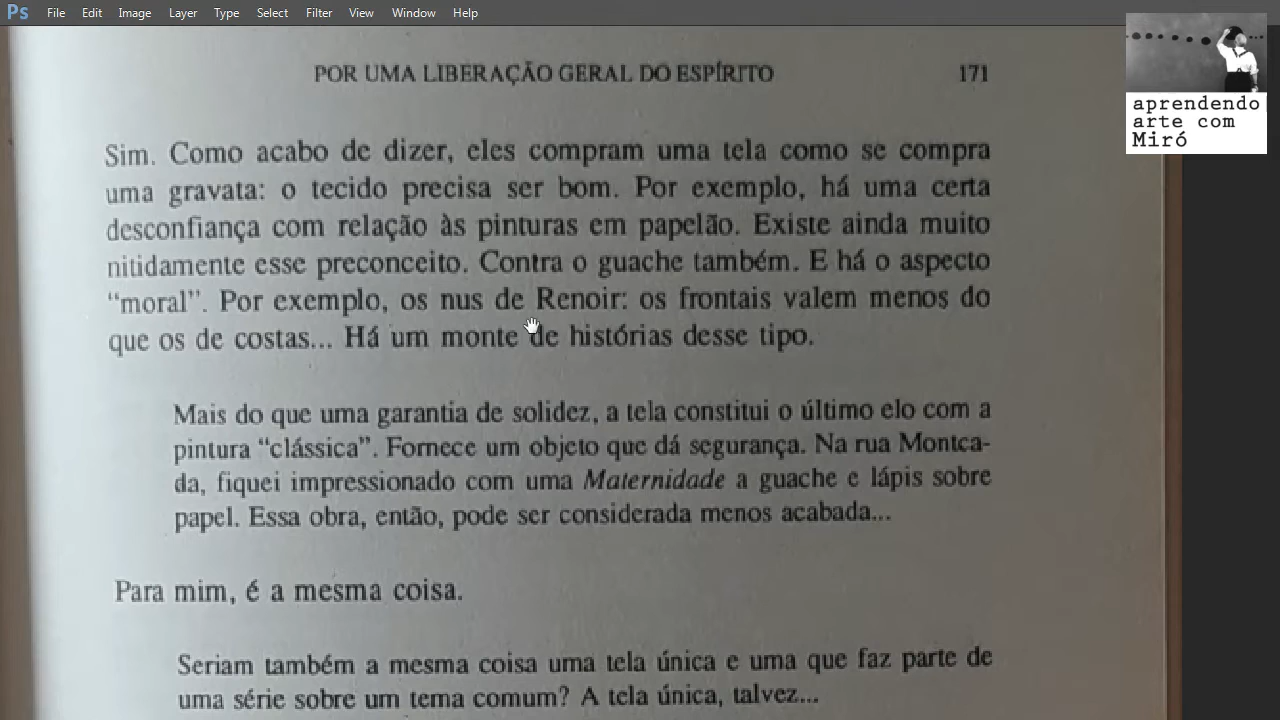 Ps File Edit Image Layer Type Select Filter View Window Help
aprendendo
arte com
Miró
POR UMA LIBERAÇÃO GERAL DO ESPÍRITO 171
Sim. Como acabo de dizer, eles compram uma tela como se compra
uma gravata: o tecido precisa ser bom. Por exemplo, há uma certa
desconfiança com relação às pinturas em papelão. Existe ainda muito
nitidamente esse preconceito. Contra o guache também. E há o aspecto
“moral”. Por exemplo, os nus de Renoir: os frontais valem menos do
que os de costas... Há um monte de histórias desse tipo.
Mais do que uma garantia de solidez, a tela constitui o último elo com a
pintura “clássica”. Fornece um objeto que dá segurança. Na rua Montca-
da, fiquei impressionado com uma Maternidade a guache e lápis sobre
papel. Essa obra, então, pode ser considerada menos acabada...
Para mim, é a mesma coisa.
Seriam também a mesma coisa uma tela única e uma que faz parte de
uma série sobre um tema comum? A tela única, talvez...